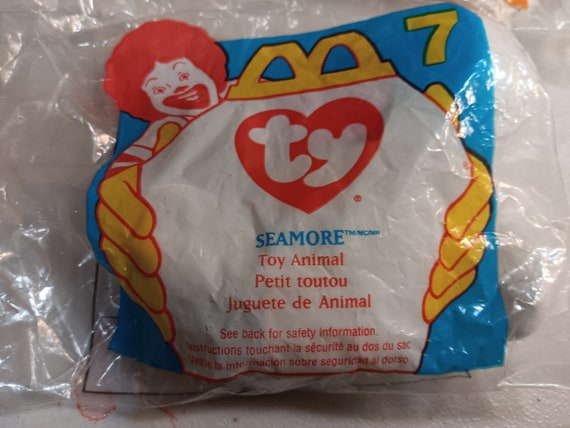 7
ty®
SEAMORE™/MC/MR
Toy Animal
Petit toutou
Juguete de Animal
See back for safety information.
Instructions touchant la sécurité au dos du sac
Vease la información sobre seguridad al dorso